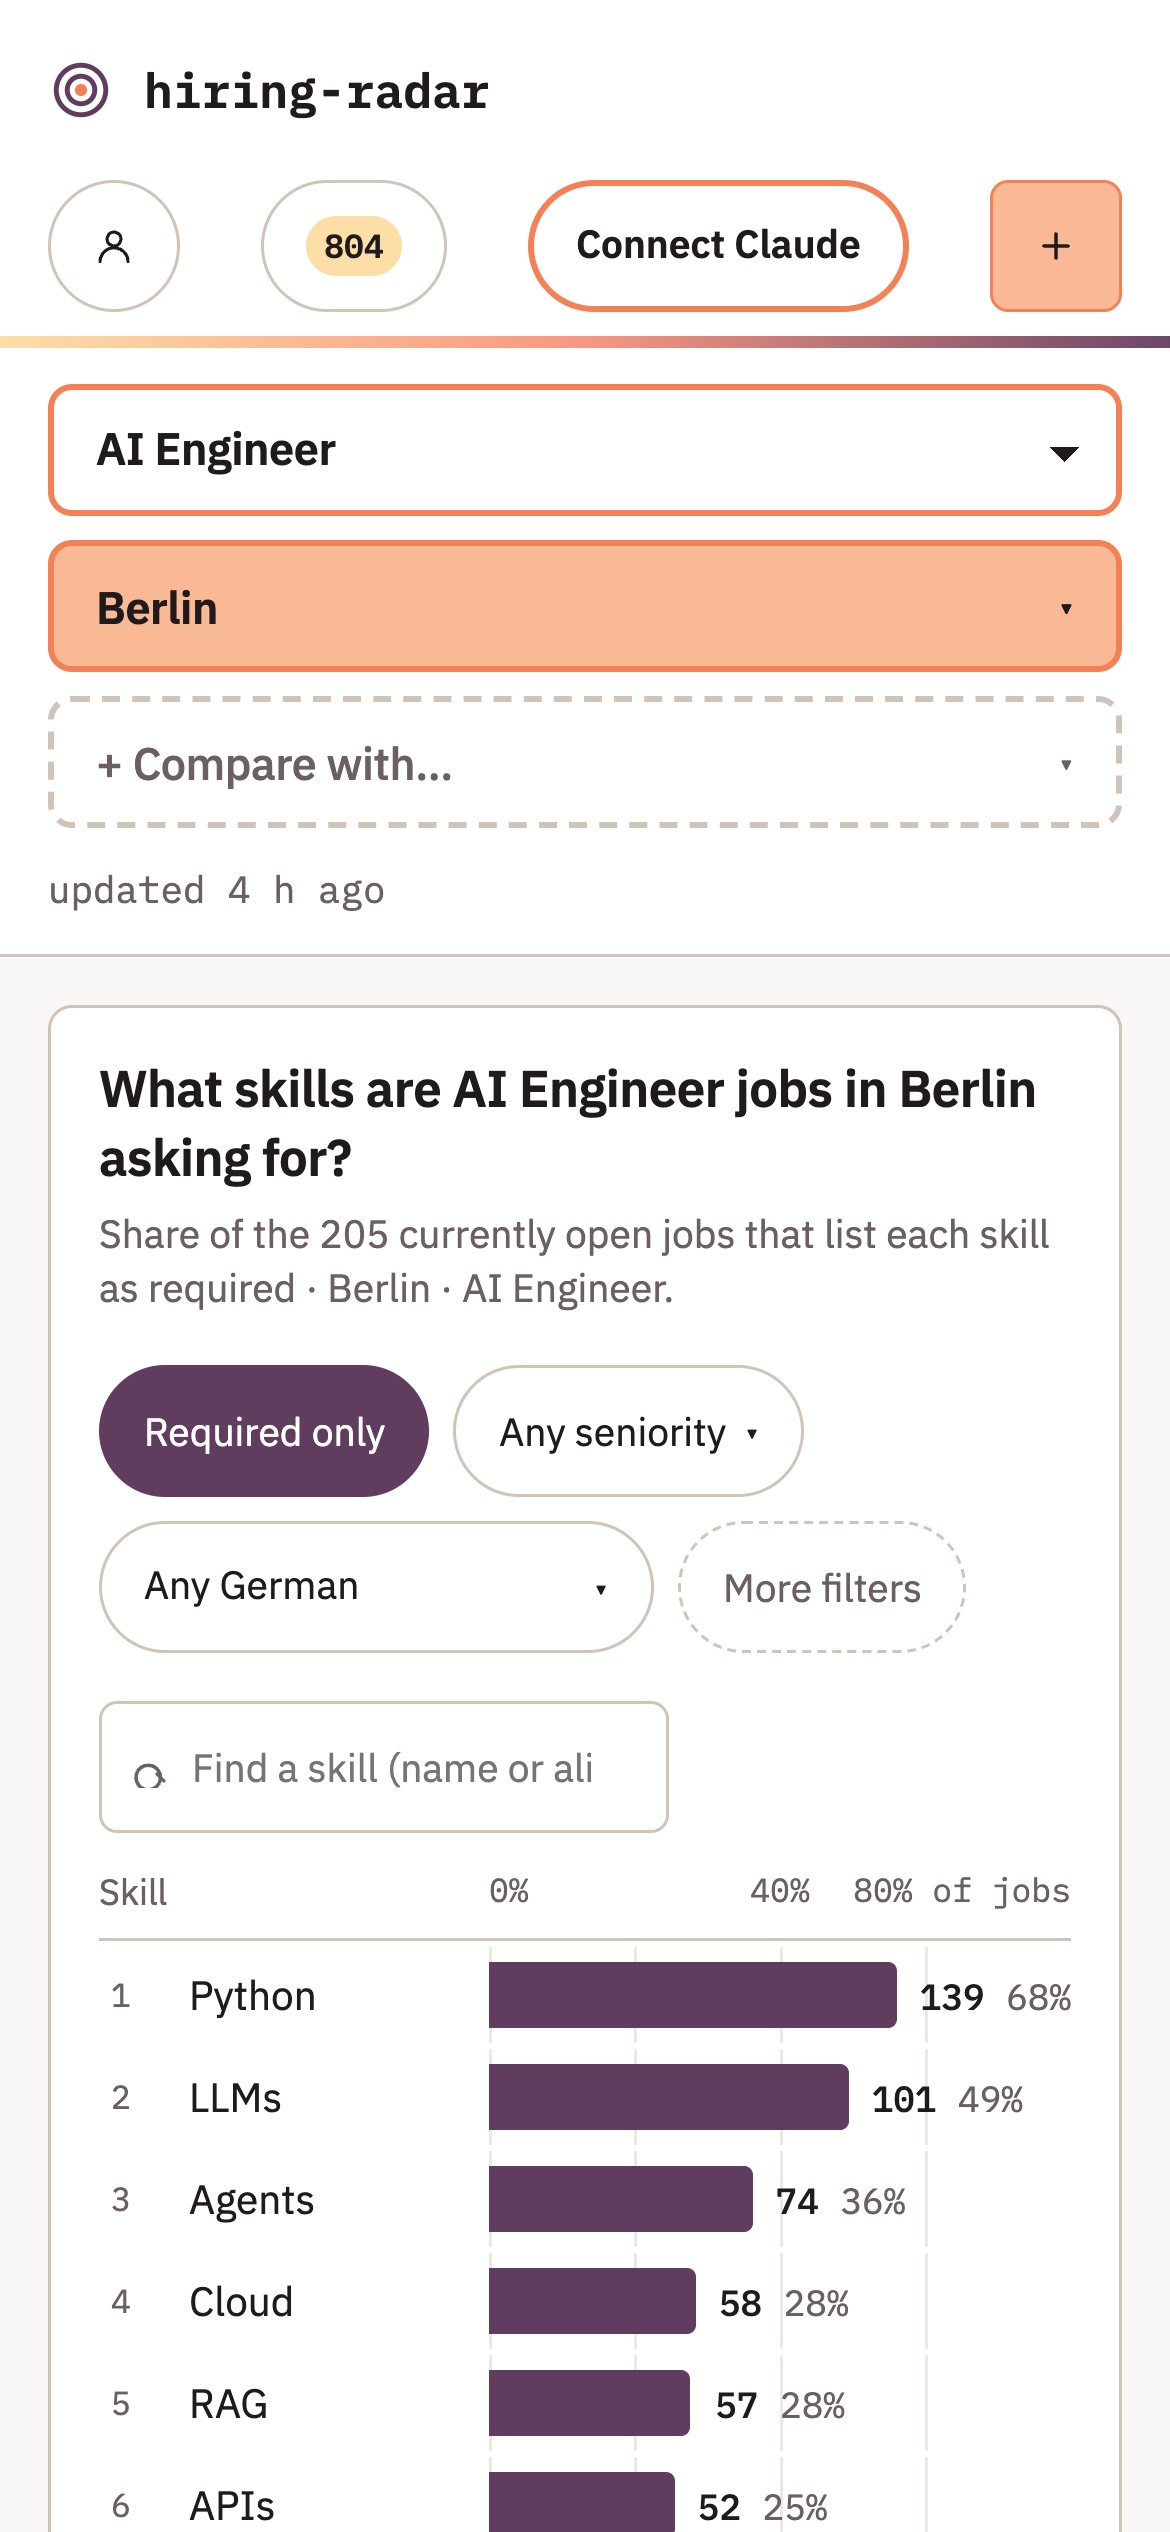 hiring-radar
804
Connect Claude
+
AI Engineer
Berlin
+ Compare with...
updated 4 h ago
What skills are AI Engineer jobs in Berlin
asking for?
Share of the 205 currently open jobs that list each skill
as required · Berlin · AI Engineer.
Required only
Any seniority
Any German
More filters
Find a skill (name or ali
Skill 0% 40% 80% of jobs
1 Python 139 68%
2 LLMs 101 49%
3 Agents 74 36%
4 Cloud 58 28%
5 RAG 57 28%
6 APIs 52 25%